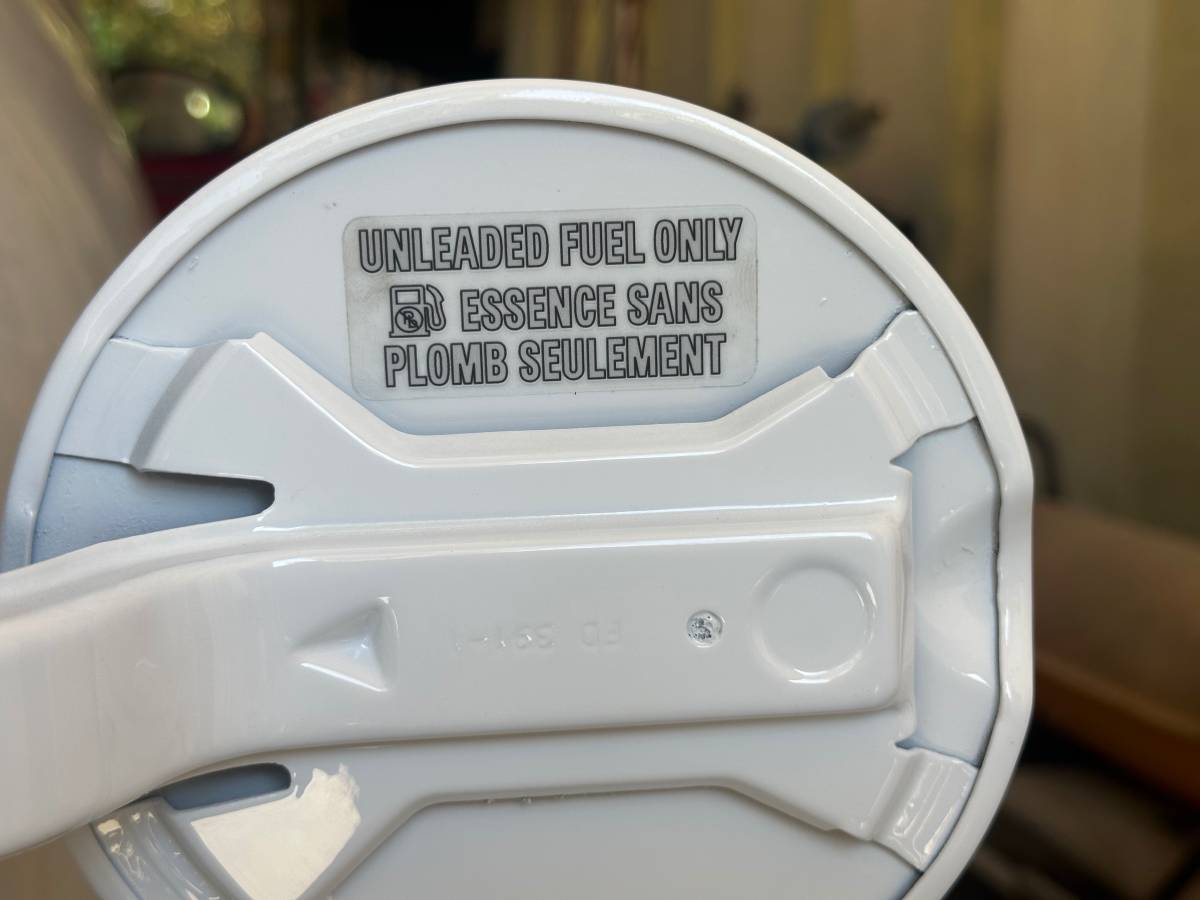 UNLEADED FUEL ONLY
ESSENCE SANS
PLOMB SEULEMENT